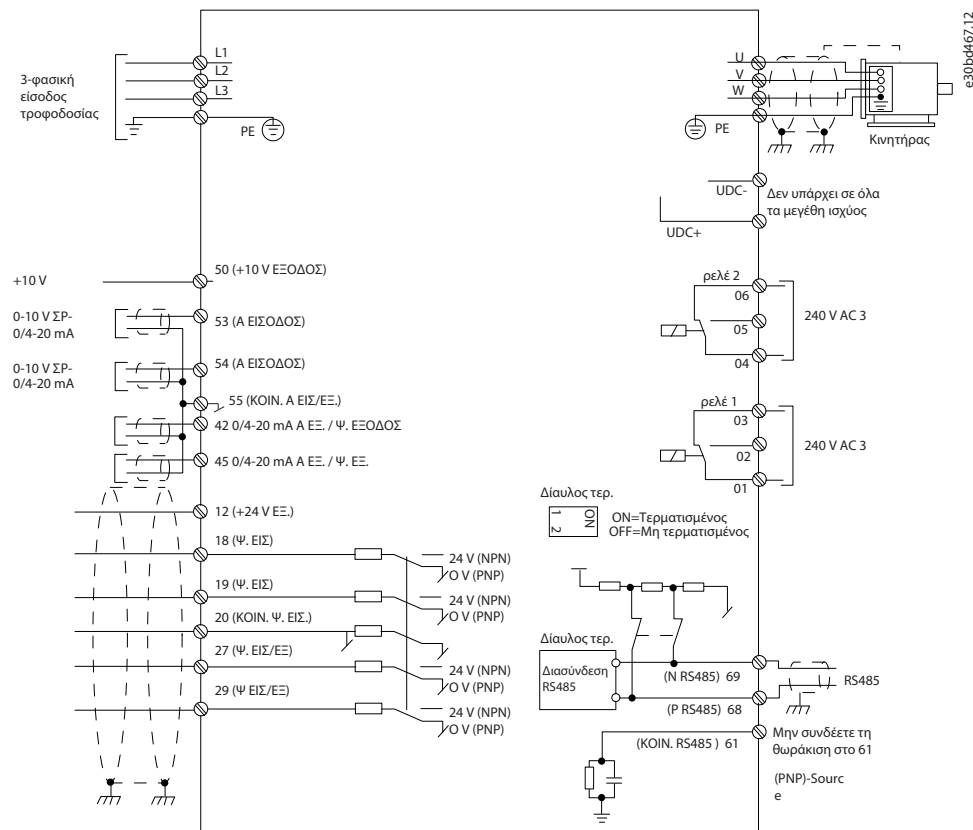 e30bd467.12
3-φασική
είσοδος
τροφοδοσίας
L1
L2
L3
PE
U
V
W
PE
Κινητήρας
UDC-
Δεν υπάρχει σε όλα
τα μεγέθη ισχύος
UDC+
+10 V
50 (+10 V ΕΞΟΔΟΣ)
0-10 V ΣΡ-
0/4-20 mA
53 (Α ΕΙΣΟΔΟΣ)
0-10 V ΣΡ-
0/4-20 mA
54 (Α ΕΙΣΟΔΟΣ)
55 (ΚΟΙΝ. Α ΕΙΣ/ΕΞ.)
42 0/4-20 mA Α ΕΞ. / Ψ. ΕΞΟΔΟΣ
45 0/4-20 mA Α ΕΞ. / Ψ. ΕΞ.
12 (+24 V ΕΞ.)
18 (Ψ. ΕΙΣ)
24 V (NPN)
O V (PNP)
19 (Ψ. ΕΙΣ)
24 V (NPN)
O V (PNP)
20 (ΚΟΙΝ. Ψ. ΕΙΣ.)
27 (Ψ. ΕΙΣ/ΕΞ)
24 V (NPN)
O V (PNP)
29 (Ψ ΕΙΣ/ΕΞ)
24 V (NPN)
O V (PNP)
ρελέ 2
06
05
04
240 V AC 3
ρελέ 1
03
02
01
240 V AC 3
Δίαυλος τερ.
1 2
ON
ON=Τερματισμένος
OFF=Μη τερματισμένος
Δίαυλος τερ.
Διασύνδεση
RS485
(N RS485) 69
RS485
(P RS485) 68
(ΚΟΙΝ. RS485 ) 61
Μην συνδέετε τη
θωράκιση στο 61
(PNP)-Sourc
e